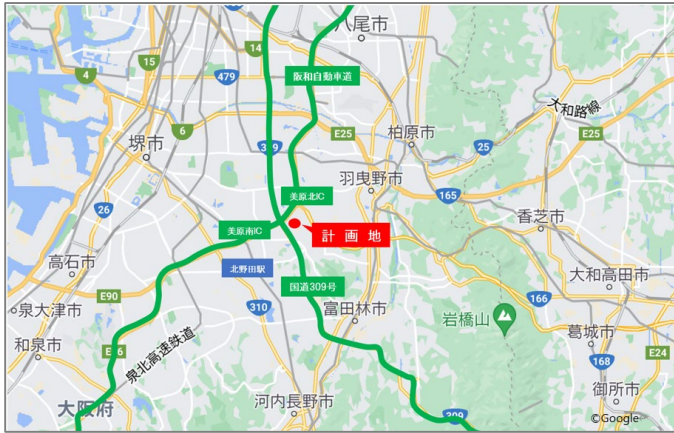 八尾市
14
15
4
479
阪和自動車道
大和路線
6
堺市
309
E25
柏原市
25
E25
羽曳野市
美原北IC
165
26
香芝市
美原南IC
計 画 地
高石市
北野田駅
大和高田市
E90
国道309号
166
泉大津市
310
富田林市
岩橋山
和泉市
E26
泉北高速鉄道
葛城市
E24
168
大阪府
河内長野市
309
御所市
©Google